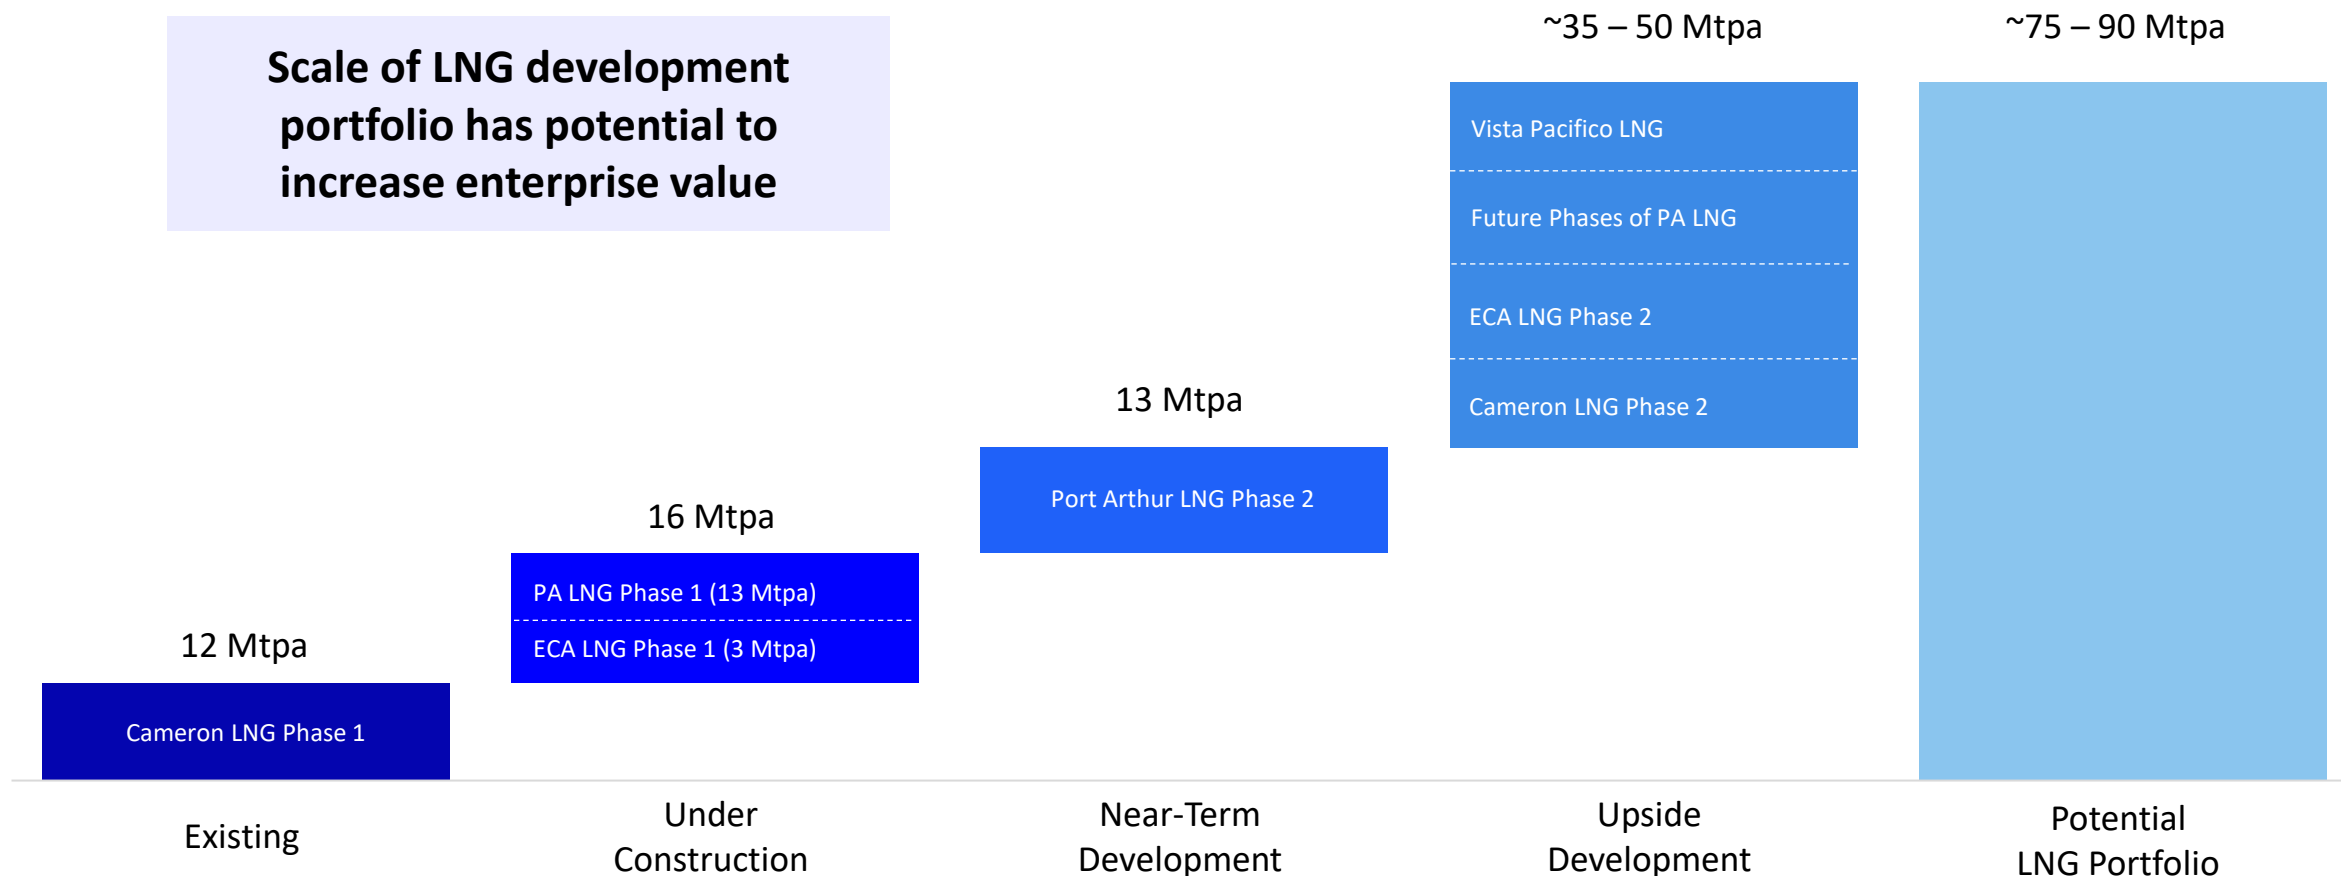 Scale of LNG development
portfolio has potential to
increase enterprise value
12 Mtpa
Cameron LNG Phase 1
Existing
16 Mtpa
PA LNG Phase 1 (13 Mtpa)
ECA LNG Phase 1 (3 Mtpa)
Under
Construction
13 Mtpa
Port Arthur LNG Phase 2
Near-Term
Development
~35 – 50 Mtpa
Vista Pacifico LNG
Future Phases of PA LNG
ECA LNG Phase 2
Cameron LNG Phase 2
Upside
Development
~75 – 90 Mtpa
Potential
LNG Portfolio